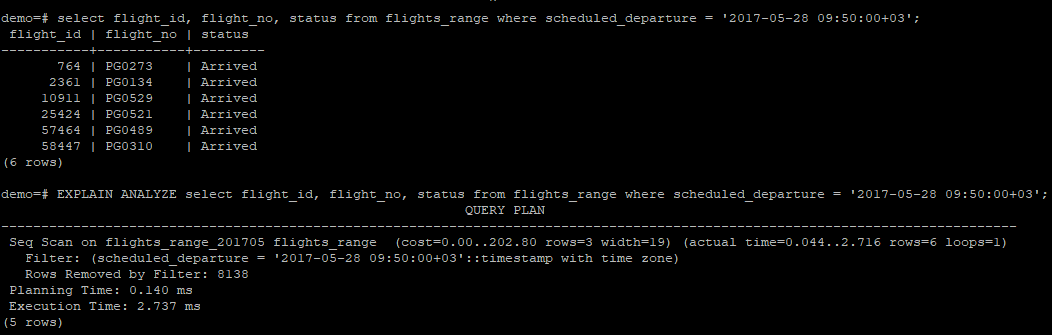 demo=# select flight_id, flight_no, status from flights_range where scheduled_departure = '2017-05-28 09:50:00+03';
 flight_id | flight_no | status
-----------+-----------+---------
       764 | PG0273    | Arrived
      2361 | PG0134    | Arrived
     10911 | PG0529    | Arrived
     25424 | PG0521    | Arrived
     57464 | PG0489    | Arrived
     58447 | PG0310    | Arrived
(6 rows)
demo=# EXPLAIN ANALYZE select flight_id, flight_no, status from flights_range where scheduled_departure = '2017-05-28 09:50:00+03';
QUERY PLAN
---------------------------------------------------------------------------------------------------------------------------------
 Seq Scan on flights_range_201705 flights_range  (cost=0.00..202.80 rows=3 width=19) (actual time=0.044..2.716 rows=6 loops=1)
   Filter: (scheduled_departure = '2017-05-28 09:50:00+03'::timestamp with time zone)
   Rows Removed by Filter: 8138
 Planning Time: 0.140 ms
 Execution Time: 2.737 ms
(5 rows)